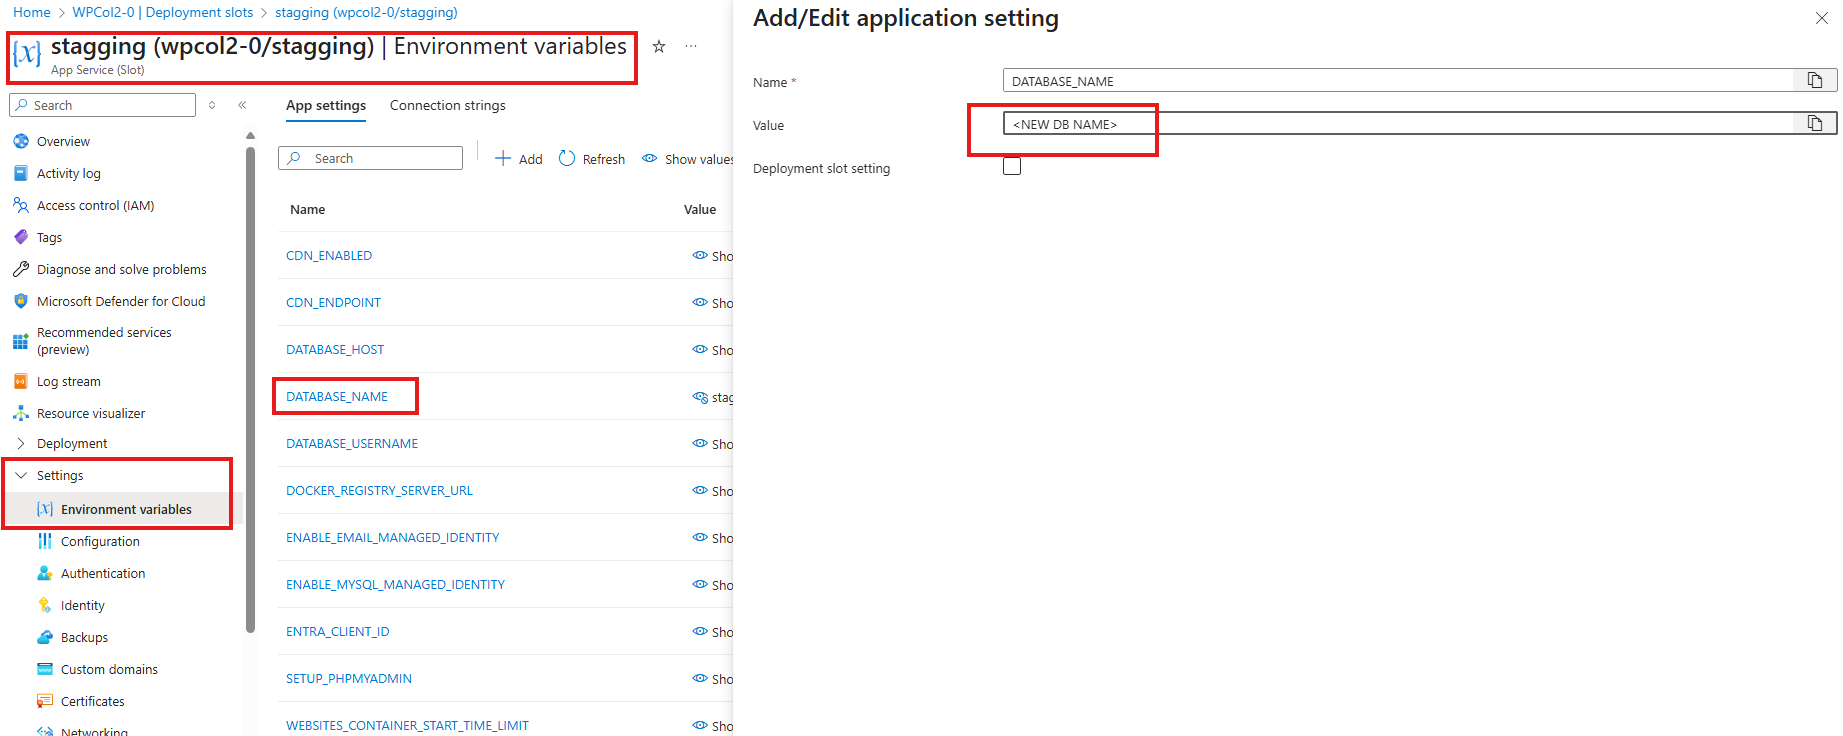 Home > WPCol2-0 | Deployment slots > stagging (wpcol2-0/stagging)
stagging (wpcol2-0/stagging) | Environment variables
App Service (Slot)
Search
Overview
Activity log
Access control (IAM)
Tags
Diagnose and solve problems
Microsoft Defender for Cloud
Recommended services
(preview)
Log stream
Resource visualizer
Deployment
Settings
Environment variables
Configuration
Authentication
Identity
Backups
Custom domains
Certificates
Networking
App settings Connection strings
Search Add Refresh Show values
Name Value
CDN_ENABLED Sho
CDN_ENDPOINT Sho
DATABASE_HOST Sho
DATABASE_NAME stag
DATABASE_USERNAME Sho
DOCKER_REGISTRY_SERVER_URL Sho
ENABLE_EMAIL_MANAGED_IDENTITY Sho
ENABLE_MYSQL_MANAGED_IDENTITY Sho
ENTRA_CLIENT_ID Sho
SETUP_PHPMYADMIN Sho
WEBSITES_CONTAINER_START_TIME_LIMIT Sho
Add/Edit application setting
Name * DATABASE_NAME
Value <NEW DB NAME>
Deployment slot setting